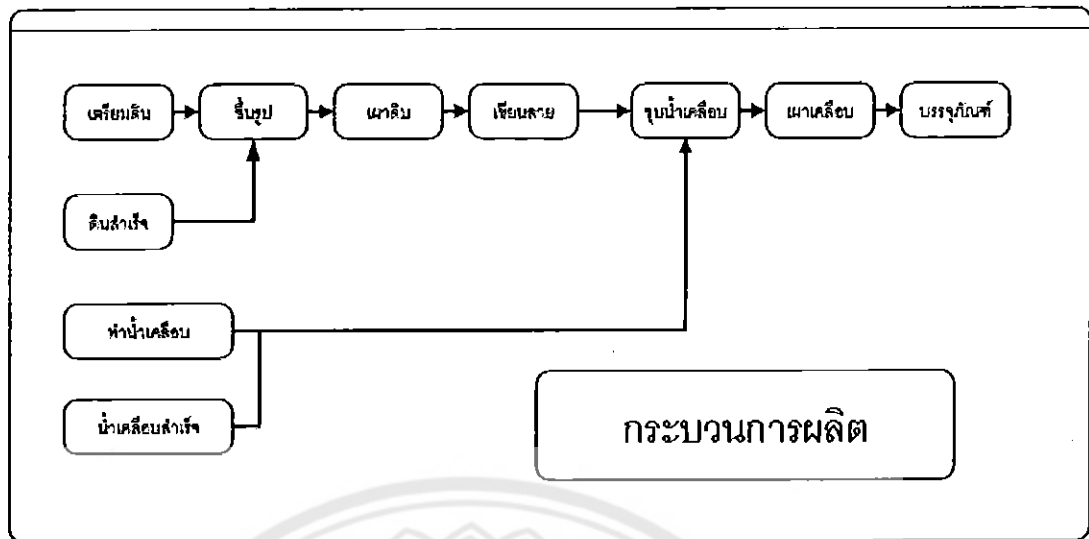 เตรียมดิน
ขึ้นรูป
เผาดิบ
เขียนลาย
ชุบน้ำเคลือบ
เผาเคลือบ
บรรจุภัณฑ์
ดินสำเร็จ
ทำน้ำเคลือบ
น้ำเคลือบสำเร็จ
กระบวนการผลิต